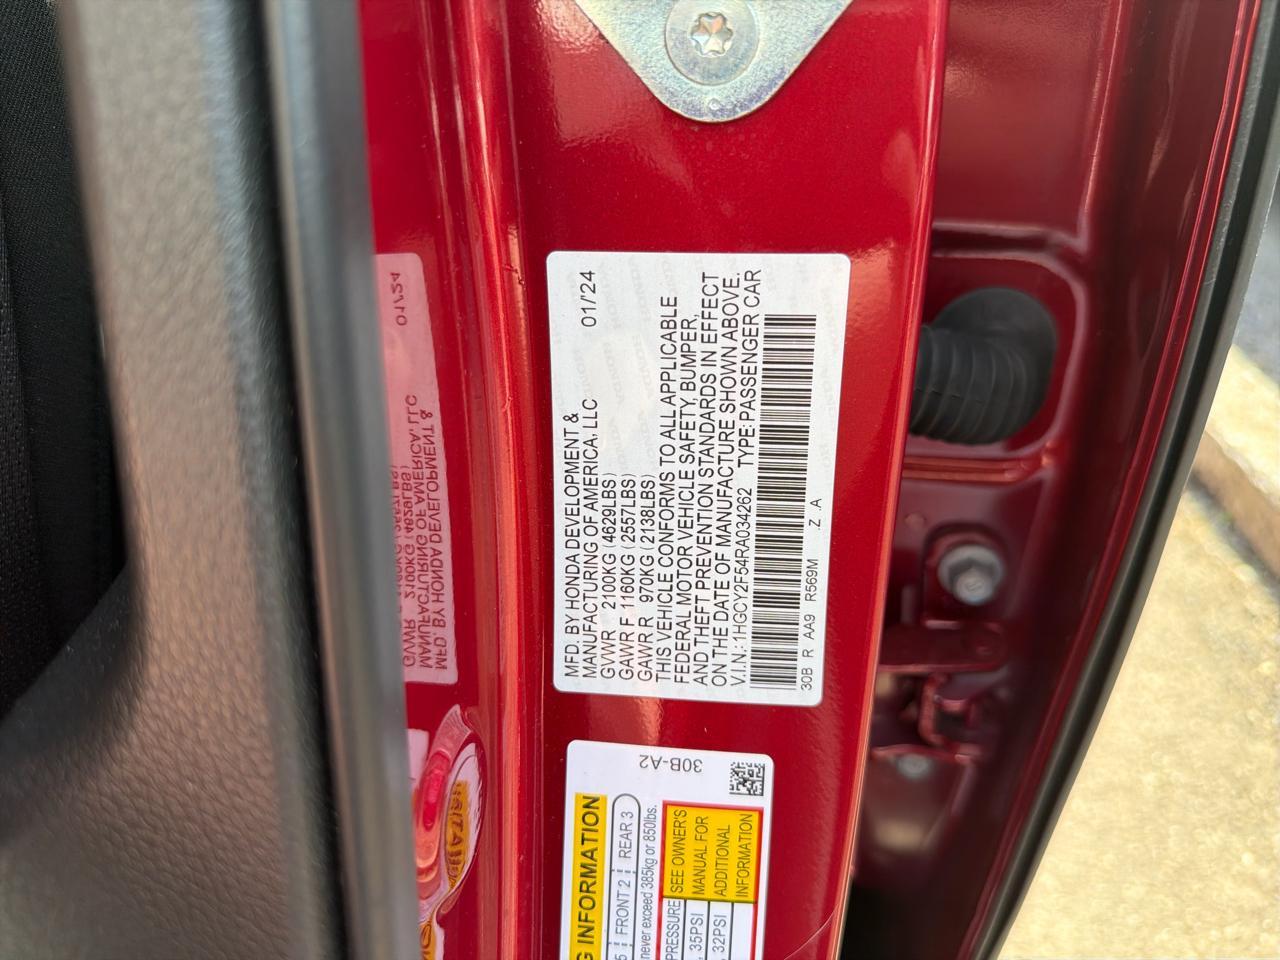 MFD. BY HONDA DEVELOPMENT &
MANUFACTURING OF AMERICA, LLC 01/'24
GVWR 2100KG (4629LBS)
GAWR F 1160KG (2557LBS)
GAWR R 970KG (2138LBS)
THIS VEHICLE CONFORMS TO ALL APPLICABLE
FEDERAL MOTOR VEHICLE SAFETY, BUMPER,
AND THEFT PREVENTION STANDARDS IN EFFECT
ON THE DATE OF MANUFACTURE SHOWN ABOVE.
V.I.N.: 1HGCY2F54RA034262 TYPE: PASSENGER CAR
30B R AA9 R569M Z A
30B-A2
G INFORMATION
5 FRONT 2 REAR 3
never exceed 385kg or 850lbs.
PRESSURE SEE OWNER'S
, 35PSI MANUAL FOR
, 32PSI ADDITIONAL
INFORMATION